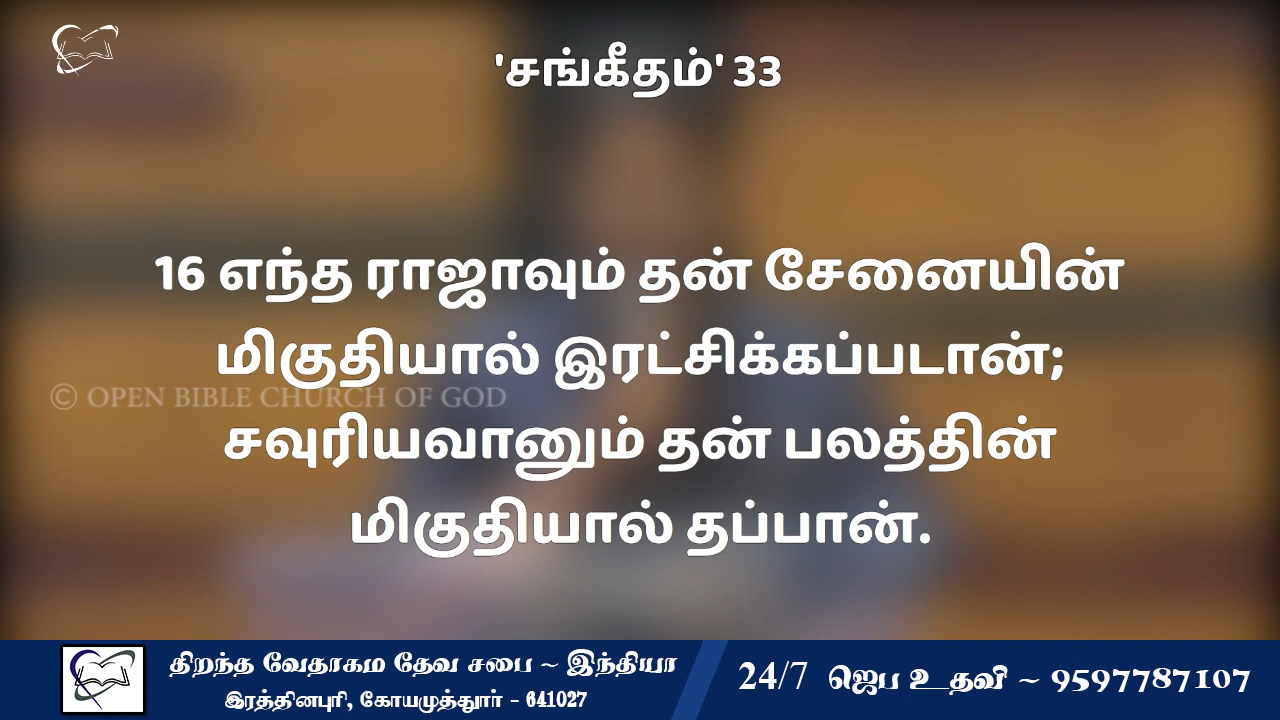 'சங்கீதம்' 33
16 எந்த ராஜாவும் தன் சேனையின்
மிகுதியால் இரட்சிக்கப்படான்;
© OPEN BIBLE CHURCH OF GOD
சவுரியவானும் தன் பலத்தின்
மிகுதியால் தப்பான்.
திறந்த வேதாகம தேவ சபை ~ இந்தியா
இரத்தினபுரி, கோயமுத்தூர் - 641027
24/7 ஜெப உதவி ~ 9597787107